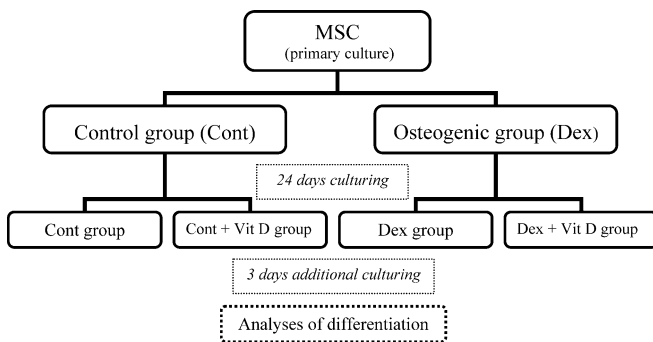 MSC
(primary culture)
Control group (Cont)
Osteogenic group (Dex)
24 days culturing
Cont group
Cont + Vit D group
Dex group
Dex + Vit D group
3 days additional culturing
Analyses of differentiation